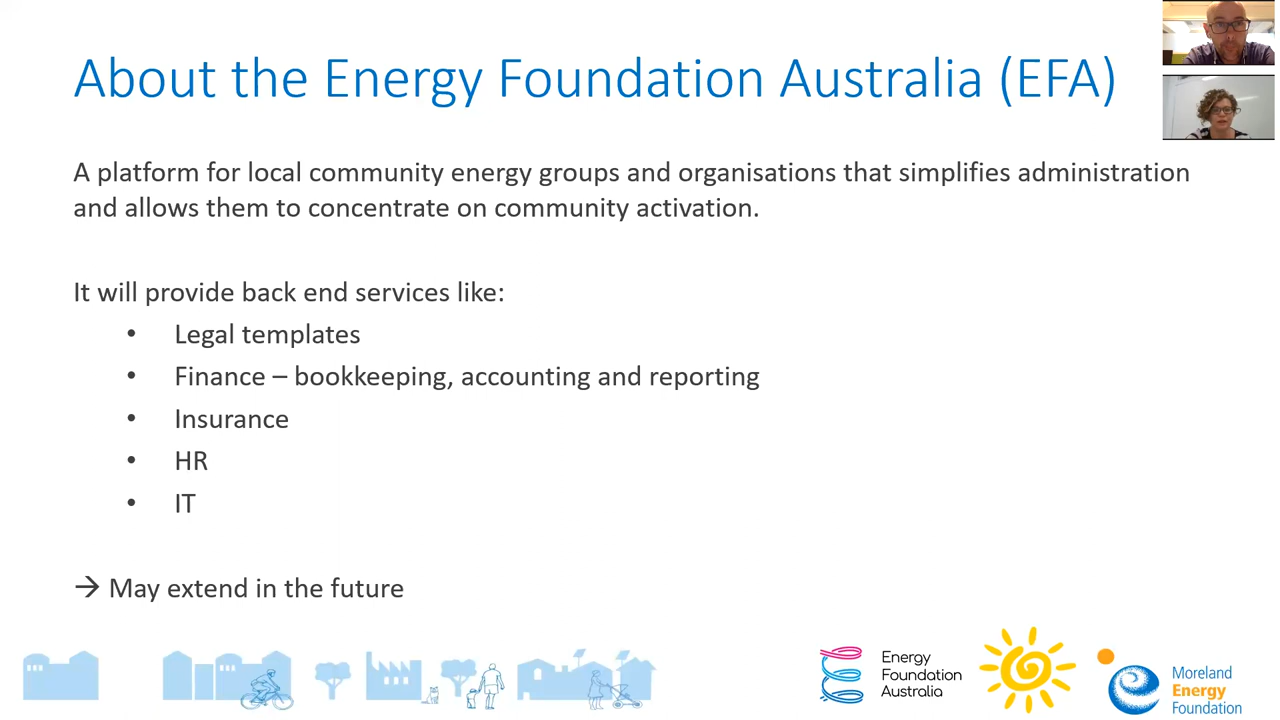 About the Energy Foundation Australia (EFA)
A platform for local community energy groups and organisations that simplifies administration
and allows them to concentrate on community activation.
It will provide back end services like:
• Legal templates
• Finance – bookkeeping, accounting and reporting
• Insurance
• HR
• IT
→ May extend in the future
Energy
Foundation
Australia
Moreland
Energy
Foundation